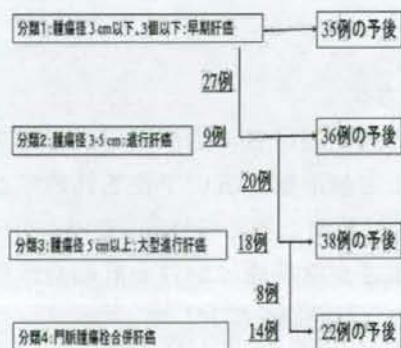 分類1:腫瘍径 3 cm以下、3個以下:早期肝癌
35例の予後
27例
分類2:腫瘍径 3-5 cm:進行肝癌
9例
36例の予後
20例
分類3:腫瘍径 5 cm以上:大型進行肝癌
18例
38例の予後
8例
分類4:門脈腫瘍栓合併肝癌
14例
22例の予後